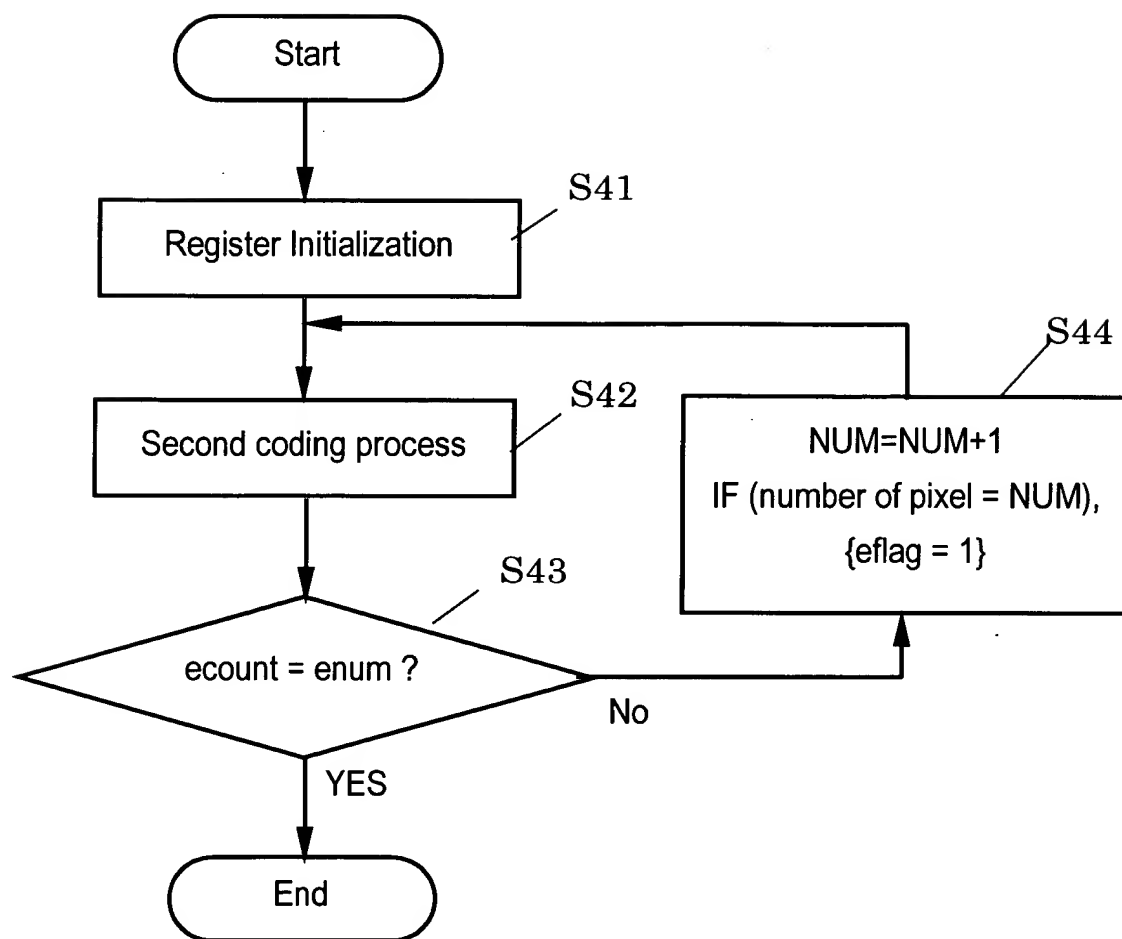 Start
S41
Register Initialization
S44
S42
Second coding process
NUM=NUM+1
IF (number of pixel = NUM),
{eflag = 1}
S43
ecount = enum ?
No
YES
End